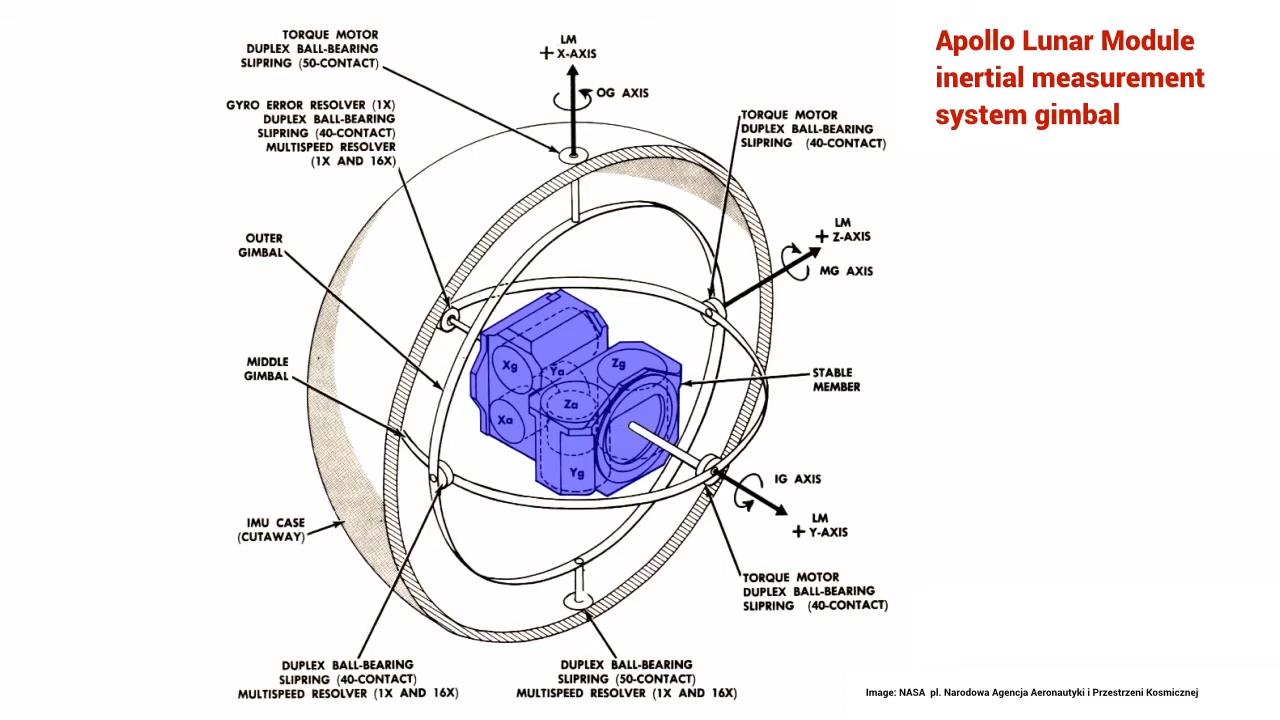 Apollo Lunar Module
inertial measurement
system gimbal
TORQUE MOTOR
DUPLEX BALL-BEARING
SLIPRING (50-CONTACT)
LM
+ X-AXIS
OG AXIS
GYRO ERROR RESOLVER (1X)
DUPLEX BALL-BEARING
SLIPRING (40-CONTACT)
MULTISPEED RESOLVER
(1X AND 16X)
TORQUE MOTOR
DUPLEX BALL-BEARING
SLIPRING (40-CONTACT)
LM
+ Z-AXIS
MG AXIS
OUTER
GIMBAL
MIDDLE
GIMBAL
Xg
Ya
Zg
Xa
Za
Yg
STABLE
MEMBER
IG AXIS
LM
+ Y-AXIS
IMU CASE
(CUTAWAY)
TORQUE MOTOR
DUPLEX BALL-BEARING
SLIPRING (40-CONTACT)
DUPLEX BALL-BEARING
SLIPRING (40-CONTACT)
MULTISPEED RESOLVER (1X AND 16X)
DUPLEX BALL-BEARING
SLIPRING (50-CONTACT)
MULTISPEED RESOLVER (1X AND 16X)
Image: NASA pl. Narodowa Agencja Aeronautyki i Przestrzeni Kosmicznej